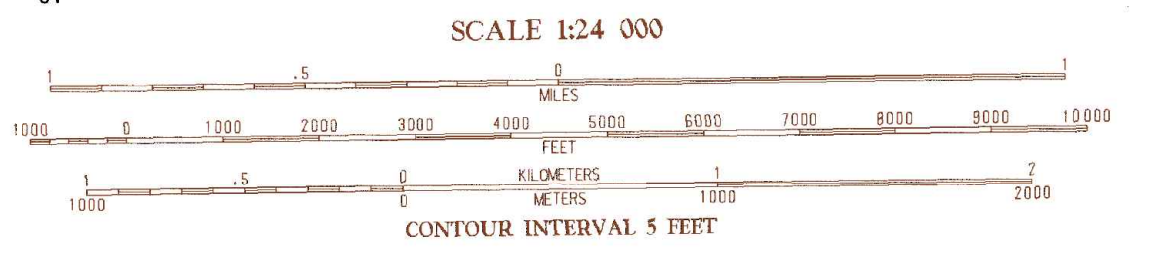 SCALE 1:24 000
1 .5 0 1
MILES
1000 0 1000 2000 3000 4000 5000 6000 7000 8000 9000 10000
FEET
1 .5 0 KILOMETERS 1 2
1000 0 METERS 1000 2000
CONTOUR INTERVAL 5 FEET